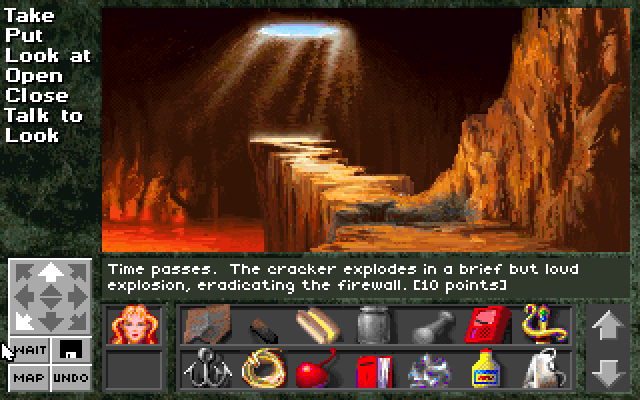 Take
Put
Look at
Open
Close
Talk to
Look
Time passes.  The cracker explodes in a brief but loud
explosion, eradicating the firewall. [10 points]
WAIT
MAP UNDO